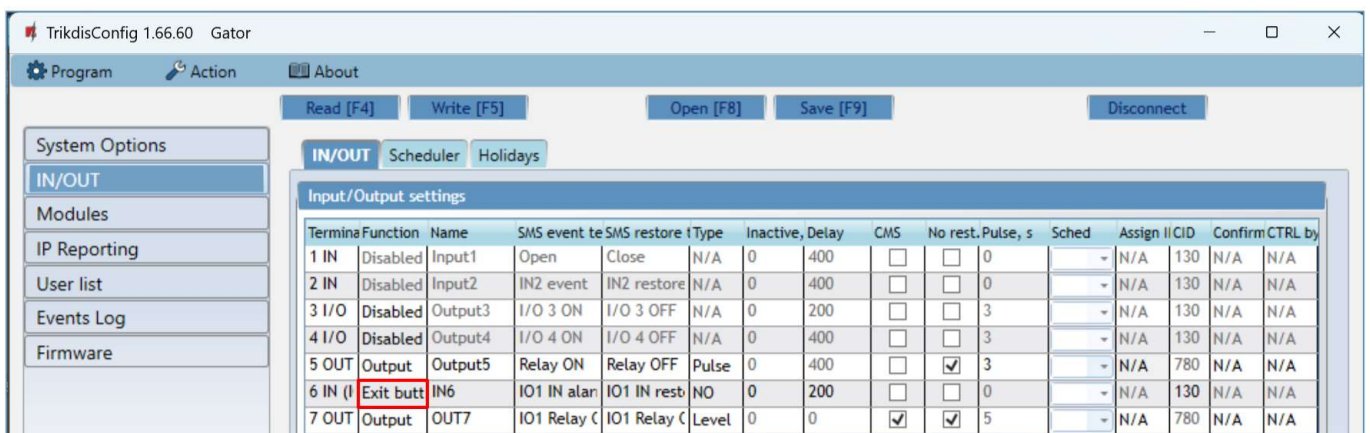 TrikdisConfig 1.66.60 Gator
Program Action About
Read [F4] Write [F5] Open [F8] Save [F9] Disconnect
System Options
IN/OUT
Modules
IP Reporting
User list
Events Log
Firmware
IN/OUT Scheduler Holidays
Input/Output settings
Termina Function Name SMS event te SMS restore t Type Inactive, Delay CMS No rest. Pulse, s Sched Assign II CID Confirm CTRL by
1 IN Disabled Input1 Open Close N/A 0 400 0 N/A 130 N/A N/A
2 IN Disabled Input2 IN2 event IN2 restore N/A 0 400 0 N/A 130 N/A N/A
3 I/O Disabled Output3 I/O 3 ON I/O 3 OFF N/A 0 200 3 N/A 130 N/A N/A
4 I/O Disabled Output4 I/O 4 ON I/O 4 OFF N/A 0 400 3 N/A 130 N/A N/A
5 OUT Output Output5 Relay ON Relay OFF Pulse 0 400 3 N/A 780 N/A N/A
6 IN (I Exit butt IN6 IO1 IN alarr IO1 IN resto NO 0 200 0 N/A 130 N/A N/A
7 OUT Output OUT7 IO1 Relay ( IO1 Relay ( Level 0 0 5 N/A 780 N/A N/A